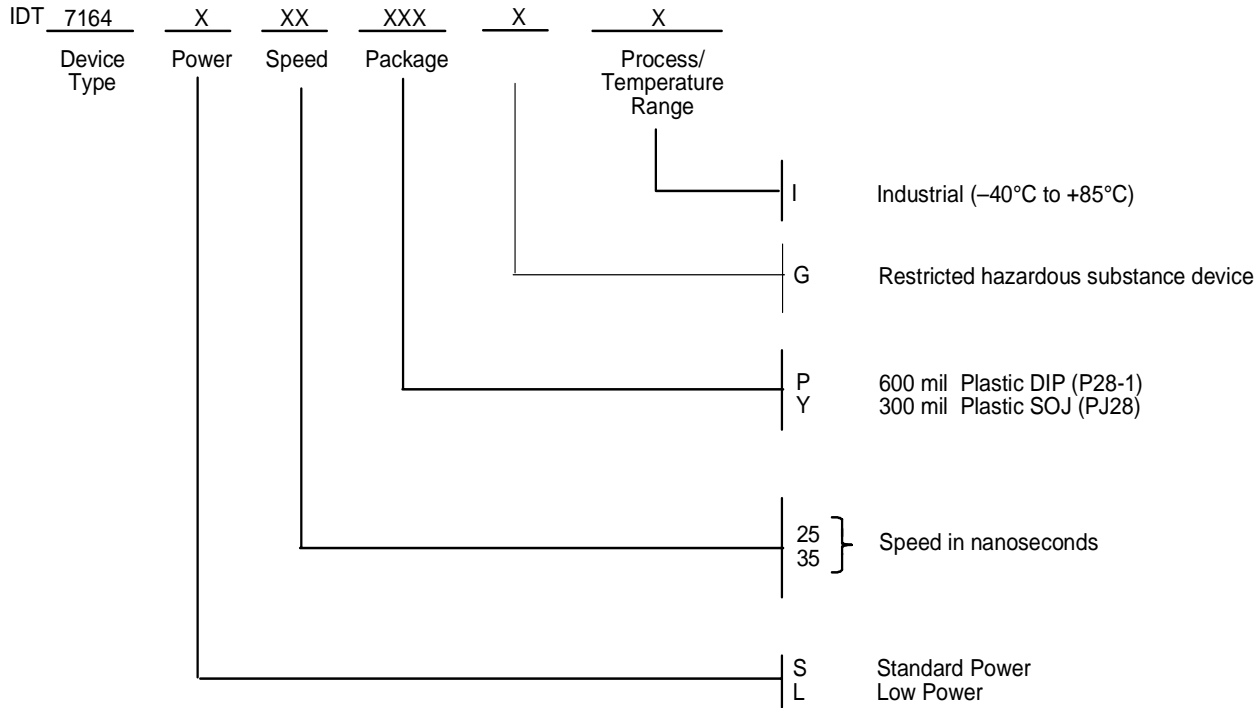 IDT 7164 X XX XXX X X
Device Type
Power
Speed
Package
Process/
Temperature
Range
I Industrial (–40°C to +85°C)
G Restricted hazardous substance device
P 600 mil Plastic DIP (P28-1)
Y 300 mil Plastic SOJ (PJ28)
25
35
Speed in nanoseconds
S Standard Power
L Low Power